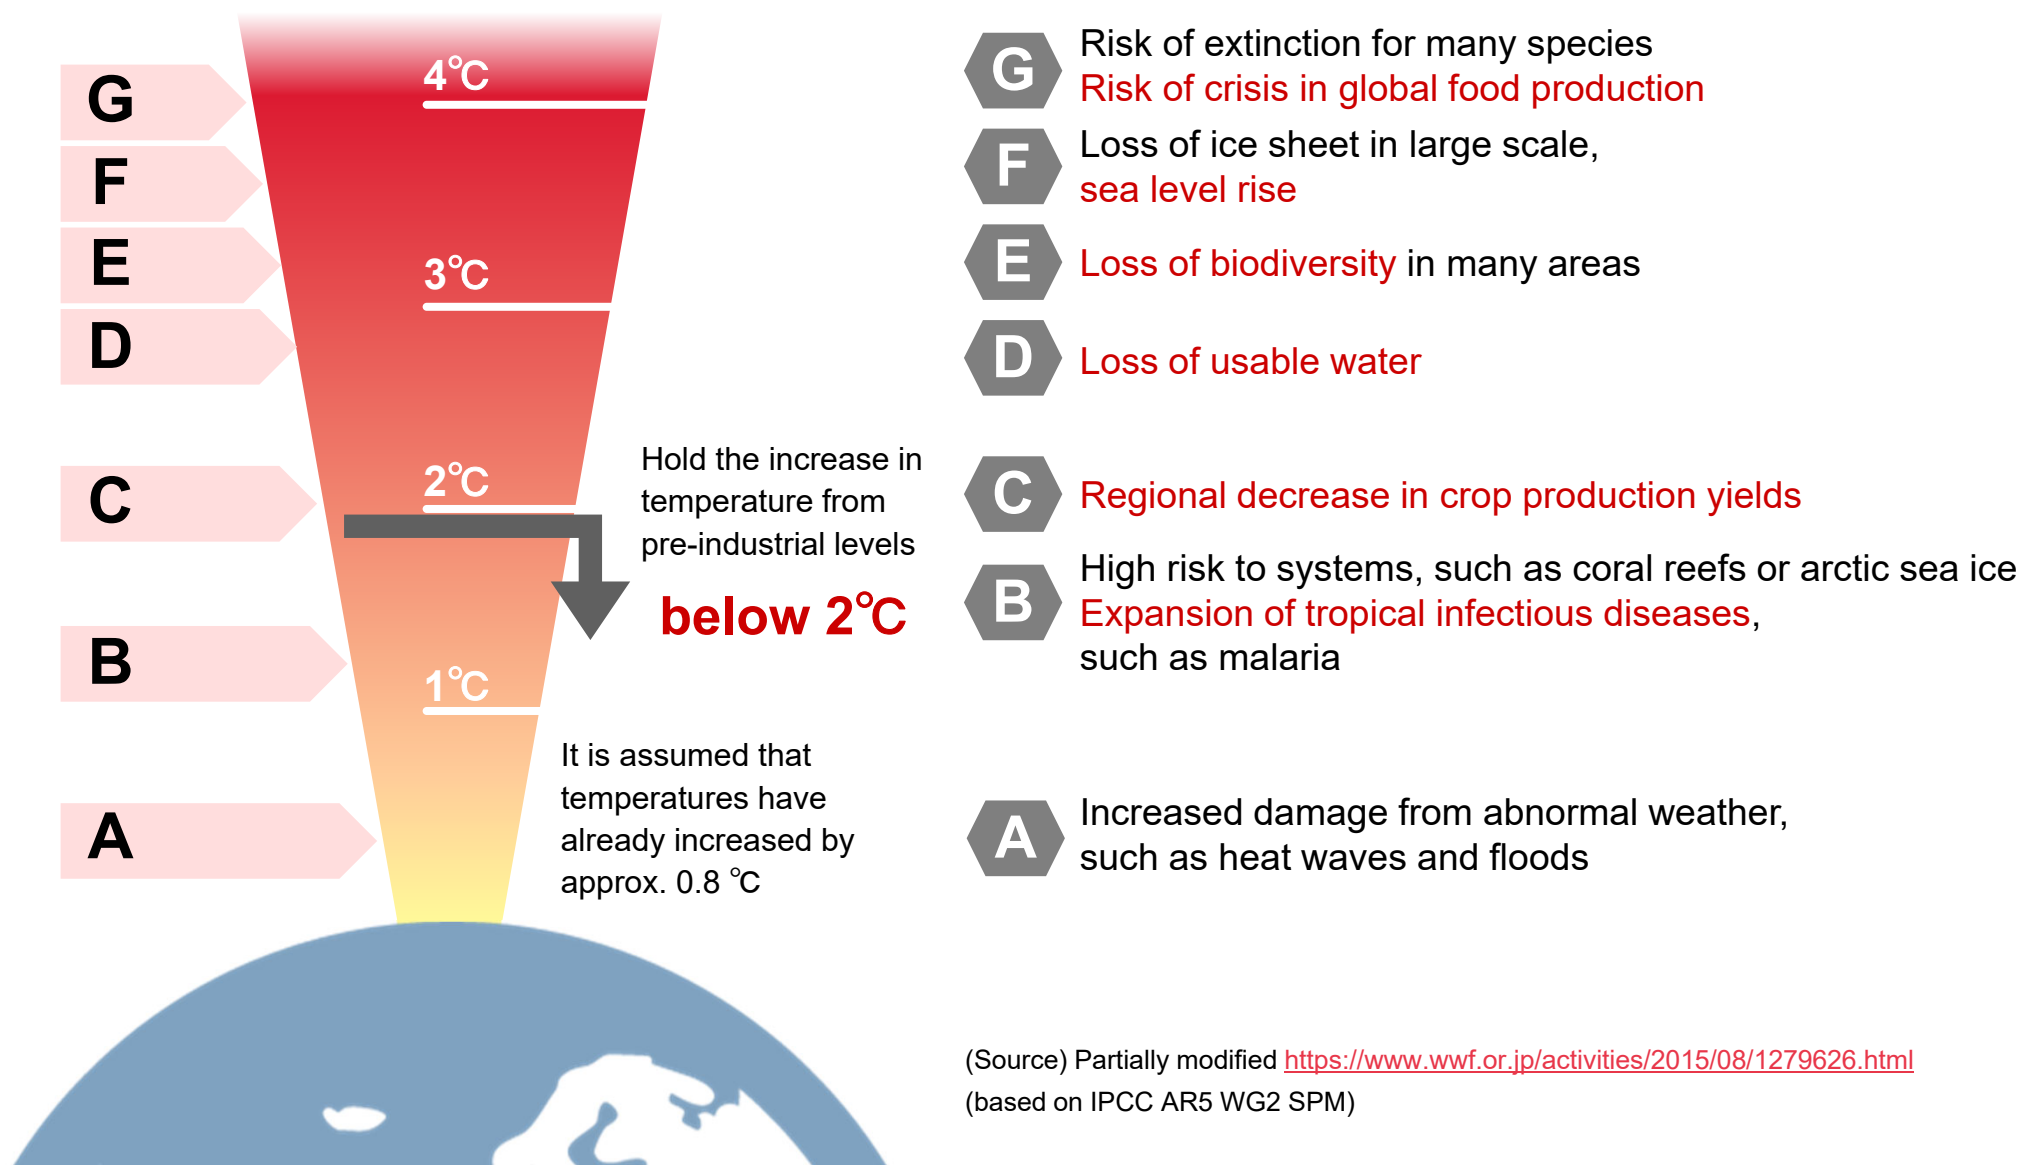 G
F
E
D
C
B
A
4℃
3℃
2℃
1℃
Hold the increase in
temperature from
pre-industrial levels
below 2℃
It is assumed that
temperatures have
already increased by
approx. 0.8 ℃
G
Risk of extinction for many species
Risk of crisis in global food production
F
Loss of ice sheet in large scale,
sea level rise
E
Loss of biodiversity in many areas
D
Loss of usable water
C
Regional decrease in crop production yields
B
High risk to systems, such as coral reefs or arctic sea ice
Expansion of tropical infectious diseases,
such as malaria
A
Increased damage from abnormal weather,
such as heat waves and floods
(Source) Partially modified https://www.wwf.or.jp/activities/2015/08/1279626.html
(based on IPCC AR5 WG2 SPM)